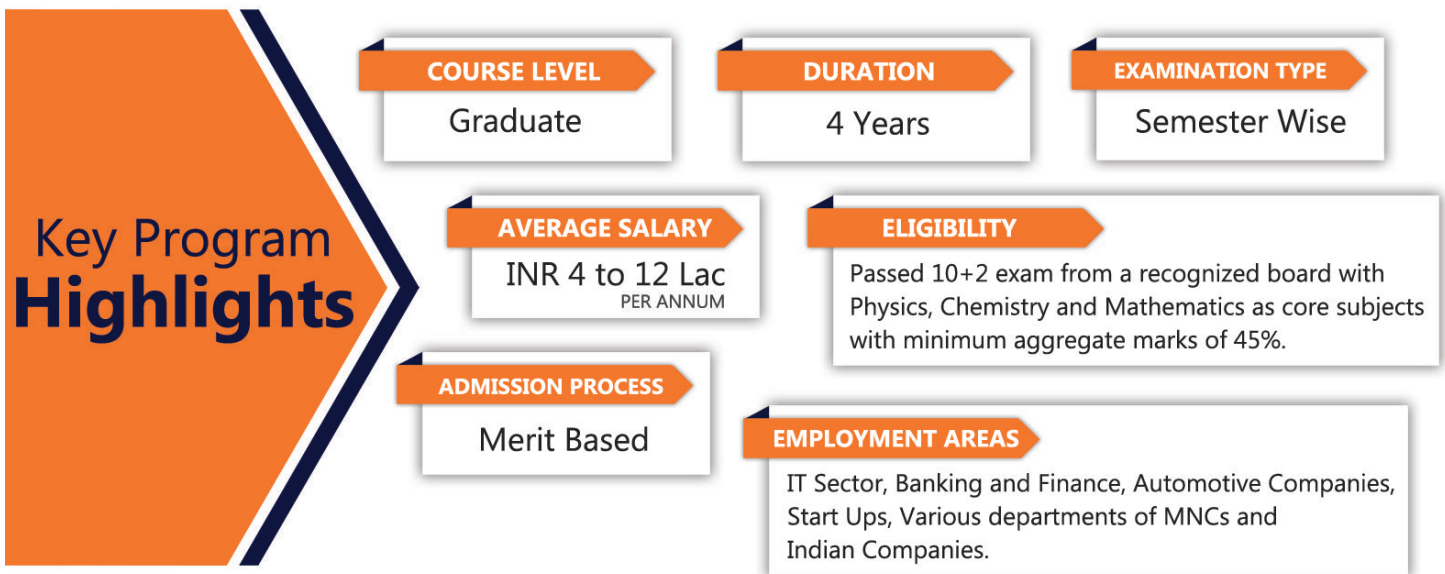 Key Program
Highlights
COURSE LEVEL
Graduate
DURATION
4 Years
EXAMINATION TYPE
Semester Wise
AVERAGE SALARY
INR 4 to 12 Lac
PER ANNUM
ELIGIBILITY
Passed 10+2 exam from a recognized board with
Physics, Chemistry and Mathematics as core subjects
with minimum aggregate marks of 45%.
ADMISSION PROCESS
Merit Based
EMPLOYMENT AREAS
IT Sector, Banking and Finance, Automotive Companies,
Start Ups, Various departments of MNCs and
Indian Companies.